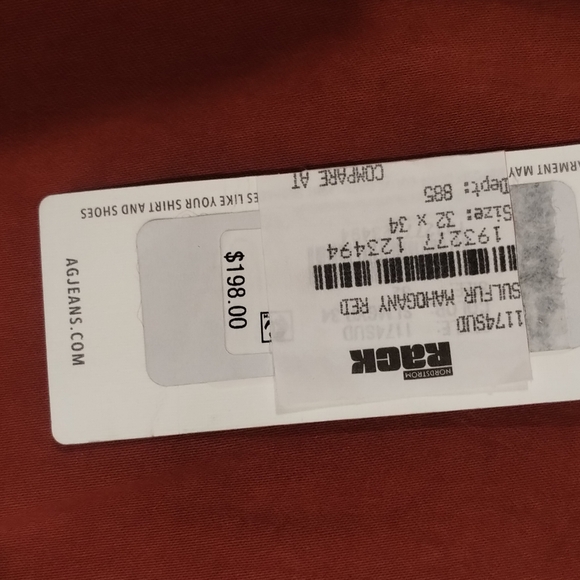 NORDSTROM
Rack
1174SUD
SULFUR MAHOGANY RED
193277 123494
Size: 32 x 34
Dept: 885
COMPARE AT
$198.00
AGJEANS.COM
ES LIKE YOUR SHIRT AND SHOES
ARMENT MAY